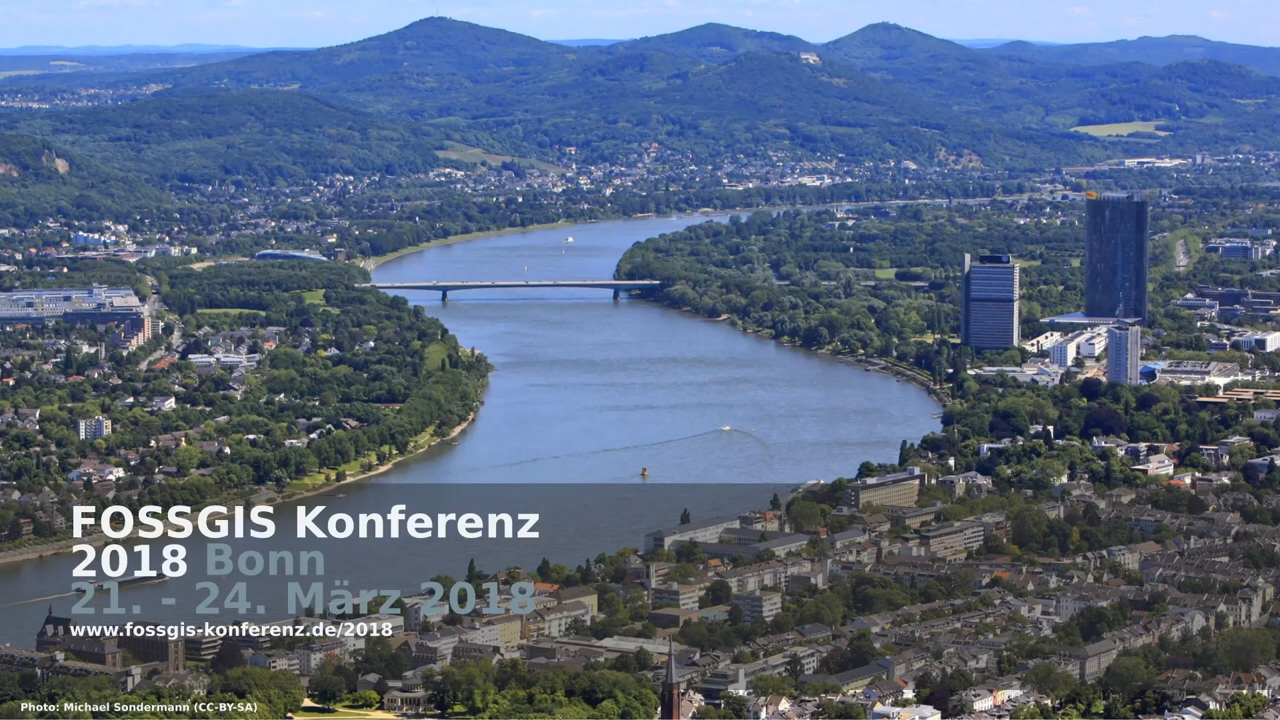 FOSSGIS Konferenz
2018 Bonn
21. - 24. März 2018
www.fossgis-konferenz.de/2018
Photo: Michael Sondermann (CC-BY-SA)